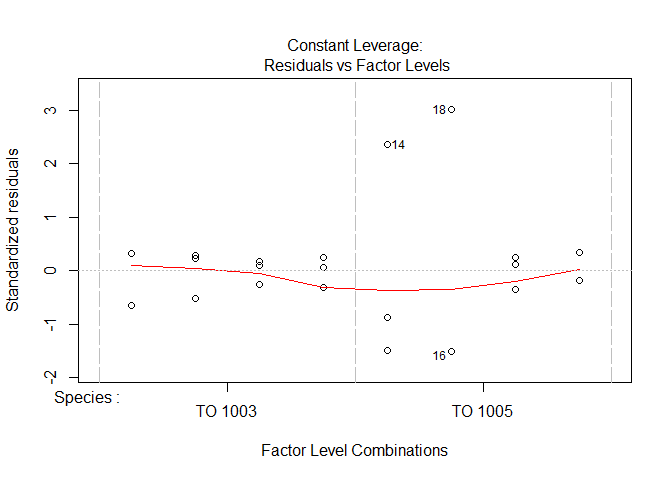 Constant Leverage:
Residuals vs Factor Levels
Standardized residuals
3
2
1
0
-1
-2
18
14
16
Species :
TO 1003
TO 1005
Factor Level Combinations